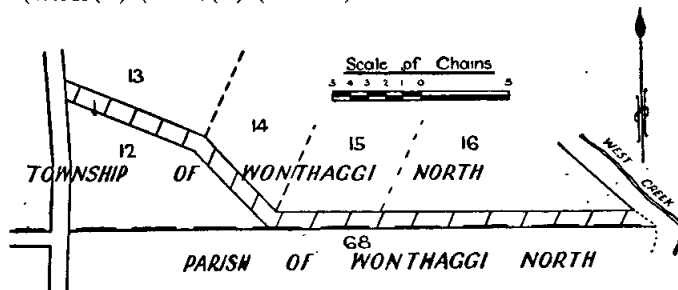 Scale of Chains
5 4 3 2 1 0 5
13
14
15
16
12
TOWNSHIP OF WONTHAGGI NORTH
WEST CREEK
68
PARISH OF WONTHAGGI NORTH